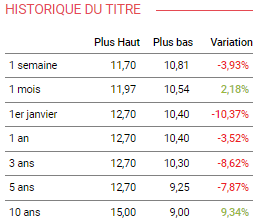 HISTORIQUE DU TITRE
Plus Haut Plus bas Variation
1 semaine 11,70 10,81 -3,93%
1 mois 11,97 10,54 2,18%
1er janvier 12,70 10,40 -10,37%
1 an 12,70 10,40 -3,52%
3 ans 12,70 10,30 -8,62%
5 ans 12,70 9,25 -7,87%
10 ans 15,00 9,00 9,34%